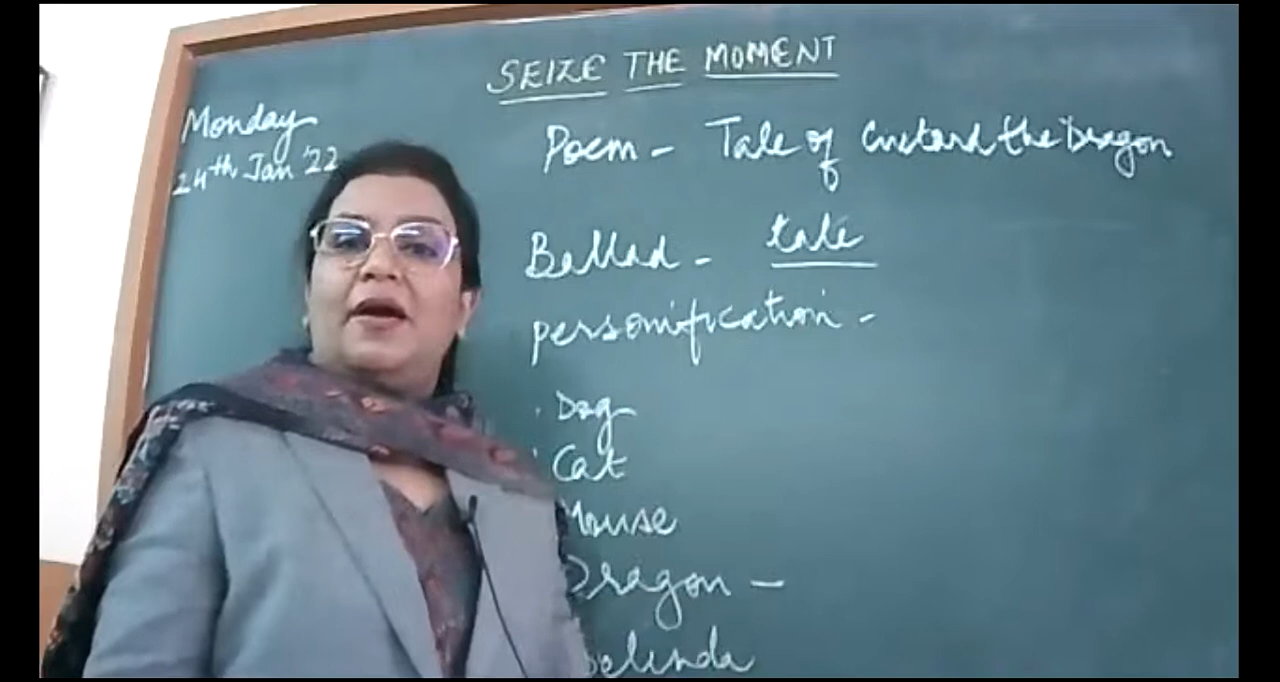 SEIZE THE MOMENT
Monday
24th Jan '22
Poem - Tale of Custard the Dragon
Ballad - tale
personification -
. Dog
. Cat
Mouse
Dragon -
Belinda